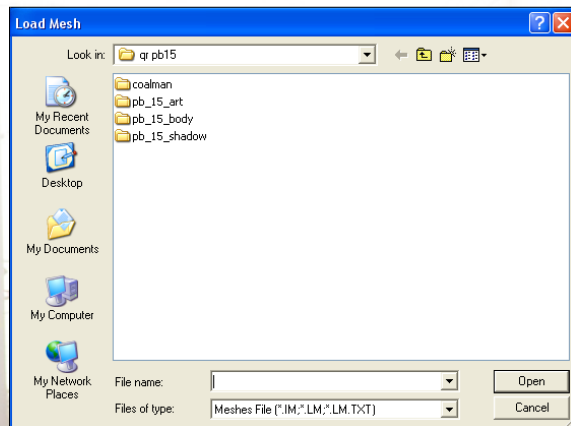 Load Mesh
Look in:
qr pb15
coalman
pb_15_art
pb_15_body
pb_15_shadow
My Recent
Documents
Desktop
My Documents
My Computer
My Network
Places
File name:
Open
Files of type:
Meshes File (*.IM;*.LM;*.LM.TXT)
Cancel